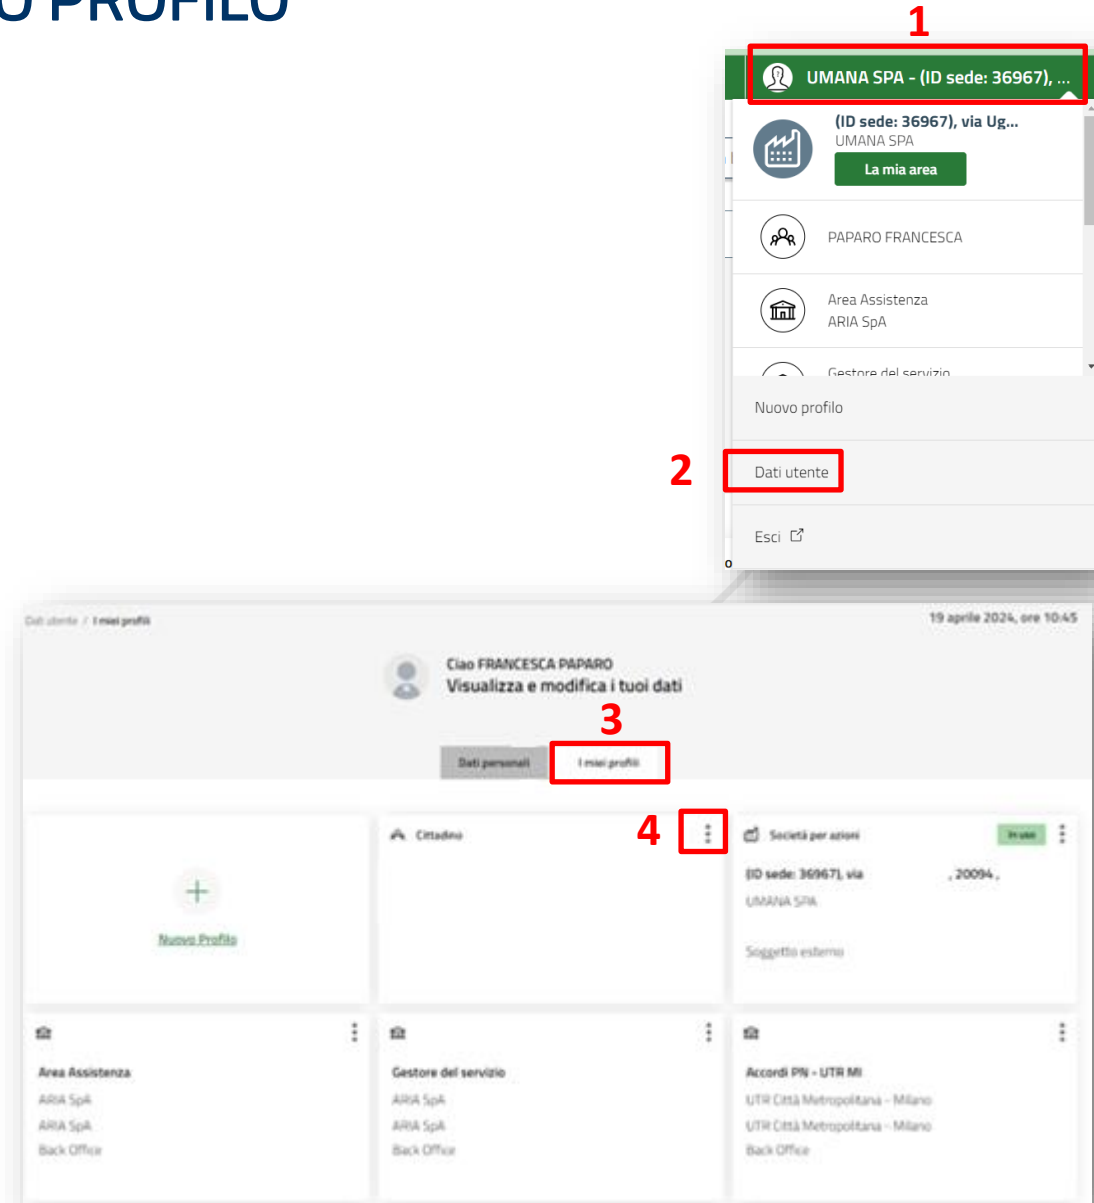 O PROFILO
1
UMANA SPA - (ID sede: 36967), ...
(ID sede: 36967), via Ug...
UMANA SPA
La mia area
PAPARO FRANCESCA
Area Assistenza
ARIA SpA
Gestore del servizio
Nuovo profilo
2
Dati utente
Esci
o
Dati utente / I miei profili
19 aprile 2024, ore 10:45
Ciao FRANCESCA PAPARO
Visualizza e modifica i tuoi dati
3
Dati personali
I miei profili
Nuovo Profilo
Cittadino
4
Società per azioni
In uso
(ID sede: 36967), via , 20094 ,
UMANA SPA
Soggetto esterno
Area Assistenza
ARIA SpA
ARIA SpA
Back Office
Gestore del servizio
ARIA SpA
ARIA SpA
Back Office
Accordi PN - UTR MI
UTR Città Metropolitana - Milano
UTR Città Metropolitana - Milano
Back Office